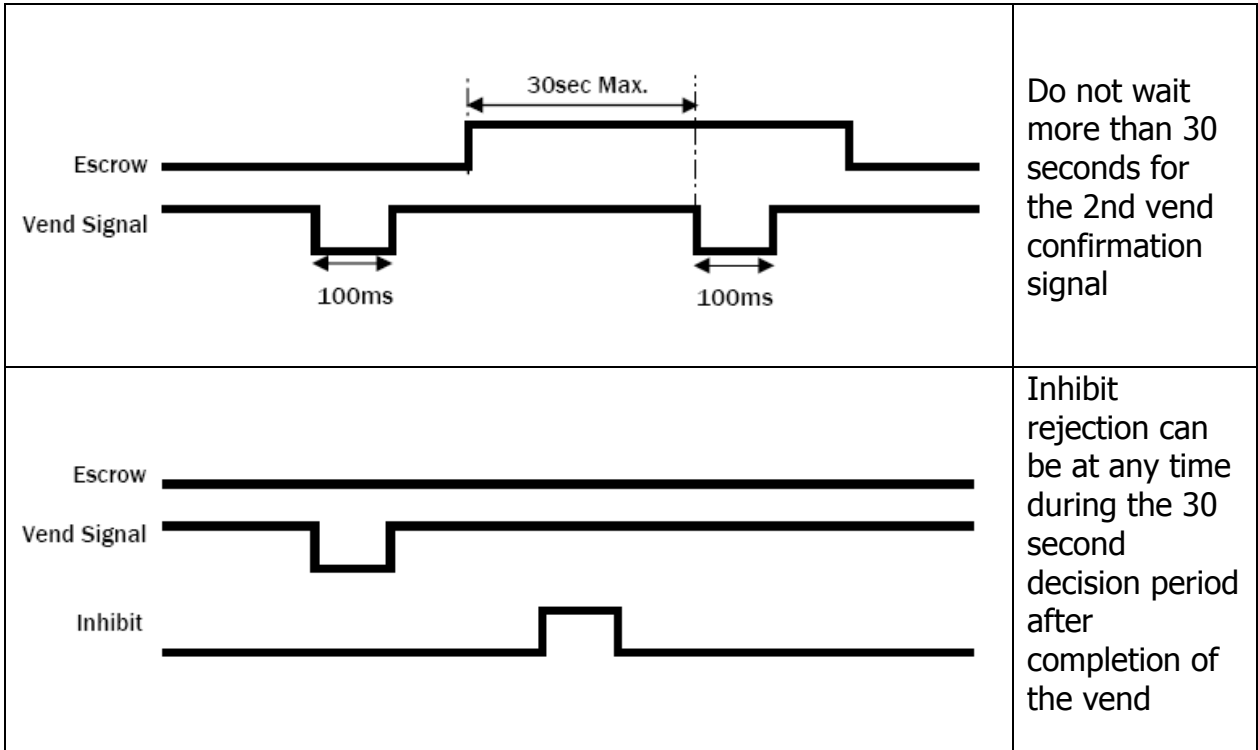 30sec Max.
Escrow
Vend Signal
100ms
100ms
Do not wait
more than 30
seconds for
the 2nd vend
confirmation
signal
Escrow
Vend Signal
Inhibit
Inhibit
rejection can
be at any time
during the 30
second
decision period
after
completion of
the vend